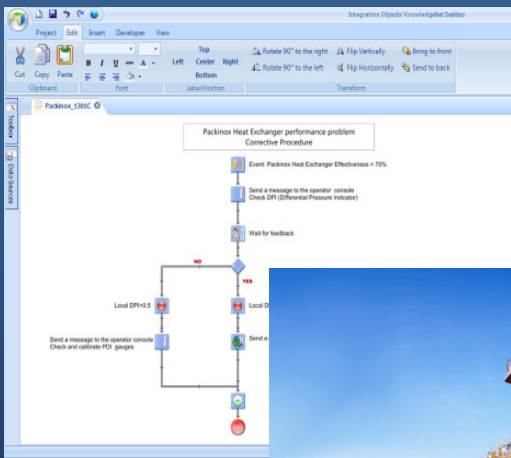 Integration Objects' KnowledgeNet Desktop
Project Edit Insert Developer View
Cut Copy Paste
Clipboard
B I U abc A
Font
Top
Left Center Right
Bottom
Label Position
Rotate 90° to the right Flip Vertically Bring to front
Rotate 90° to the left Flip Horizontally Send to back
Transform
Packinox_1301C
Toolbox
Data Sources
Packinox Heat Exchanger performance problem
Corrective Procedure
Event: Packinox Heat Exchanger Effectiveness < 70%
Send a message to the operator console
Check DPI (Differential Pressure Indicator)
Wait for feedback
NO
YES
Local DPI>0.5
Local D
Send a message to the operator console
Check and calibrate PDI gauges
Send e